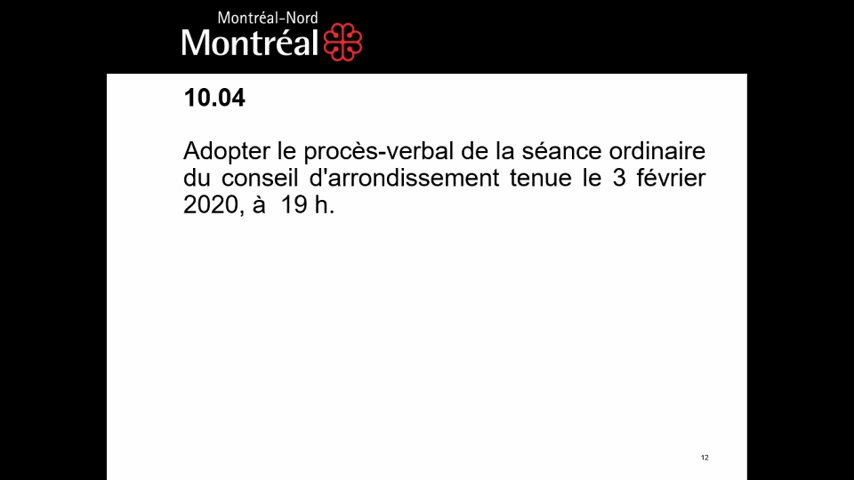 Montréal-Nord
Montréal
10.04
Adopter le procès-verbal de la séance ordinaire
du conseil d'arrondissement tenue le 3 février
2020, à  19 h.
12